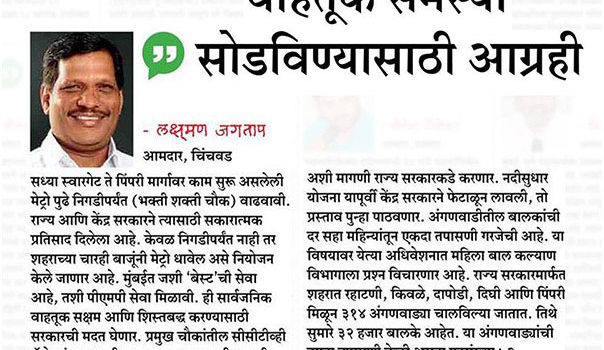 वाहतूक समस्या
सोडविण्यासाठी आग्रही
- लक्ष्मण जगताप
आमदार, चिंचवड
सध्या स्वारगेट ते पिंपरी मार्गावर काम सुरू असलेली
मेट्रो पुढे निगडीपर्यंत (भक्ती शक्ती चौक) वाढवावी.
राज्य आणि केंद्र सरकारने त्यासाठी सकारात्मक
प्रतिसाद दिलेला आहे. केवळ निगडीपर्यंत नाही तर
शहराच्या चारही बाजूंनी मेट्रो धावेल असे नियोजन
केले जाणार आहे. मुंबईत जशी 'बेस्ट'ची सेवा
आहे, तशी पीएमपी सेवा मिळावी. ही सार्वजनिक
वाहतूक सक्षम आणि शिस्तबद्ध करण्यासाठी
सरकारची मदत घेणार. प्रमुख चौकांतील सीसीटीव्ही
अशी मागणी राज्य सरकारकडे करणार. नदीसुधार
योजना यापूर्वी केंद्र सरकारने फेटाळून लावली, तो
प्रस्ताव पुन्हा पाठवणार. अंगणवाडीतील बालकांची
दर सहा महिन्यांतून एकदा तपासणी गरजेची आहे. या
विषयावर येत्या अधिवेशनात महिला बाल कल्याण
विभागाला प्रश्न विचारणार आहे. राज्य सरकारमार्फत
शहरात रहाटणी, किवळे, दापोडी, दिघी आणि पिंपरी
मिळून ३१४ अंगणवाड्या चालविल्या जातात. तिथे
सुमारे ३२ हजार बालके आहेत. या अंगणवाड्यांची